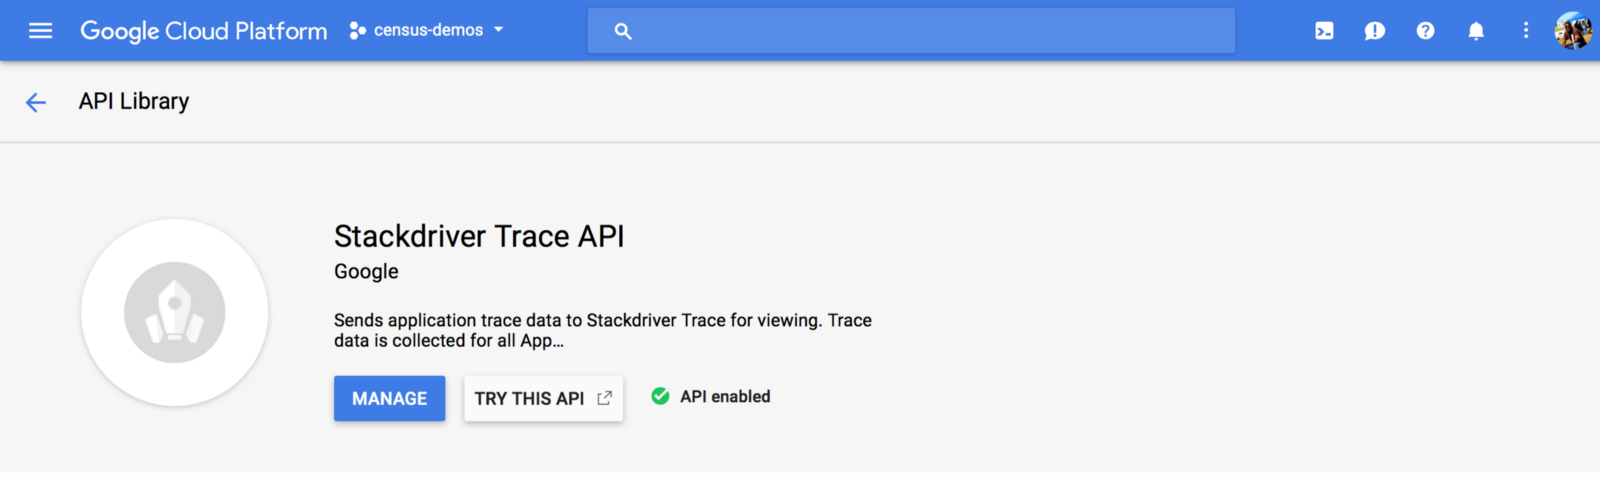 Google Cloud Platform census-demos
API Library
Stackdriver Trace API
Google
Sends application trace data to Stackdriver Trace for viewing. Trace
data is collected for all App...
MANAGE TRY THIS API API enabled